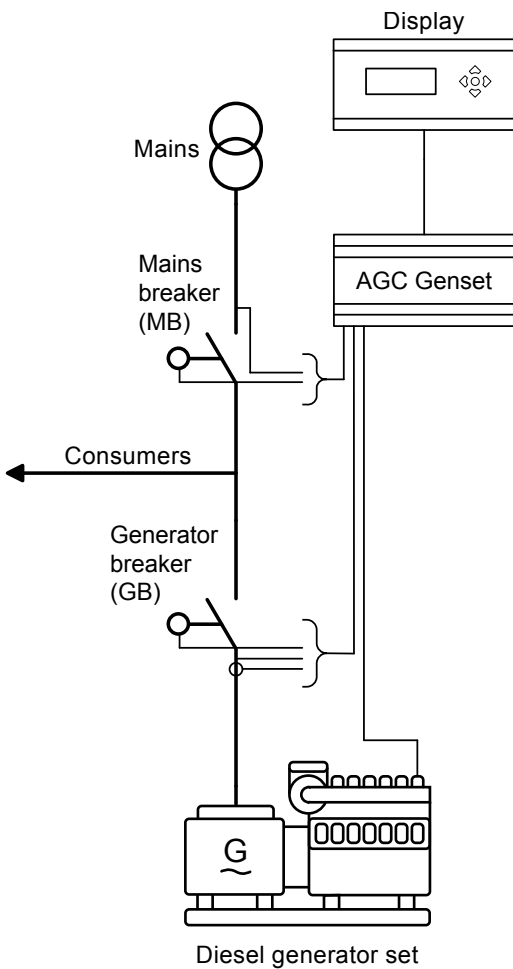 Display
Mains
AGC Genset
Mains
breaker
(MB)
Consumers
Generator
breaker
(GB)
G
~
Diesel generator set